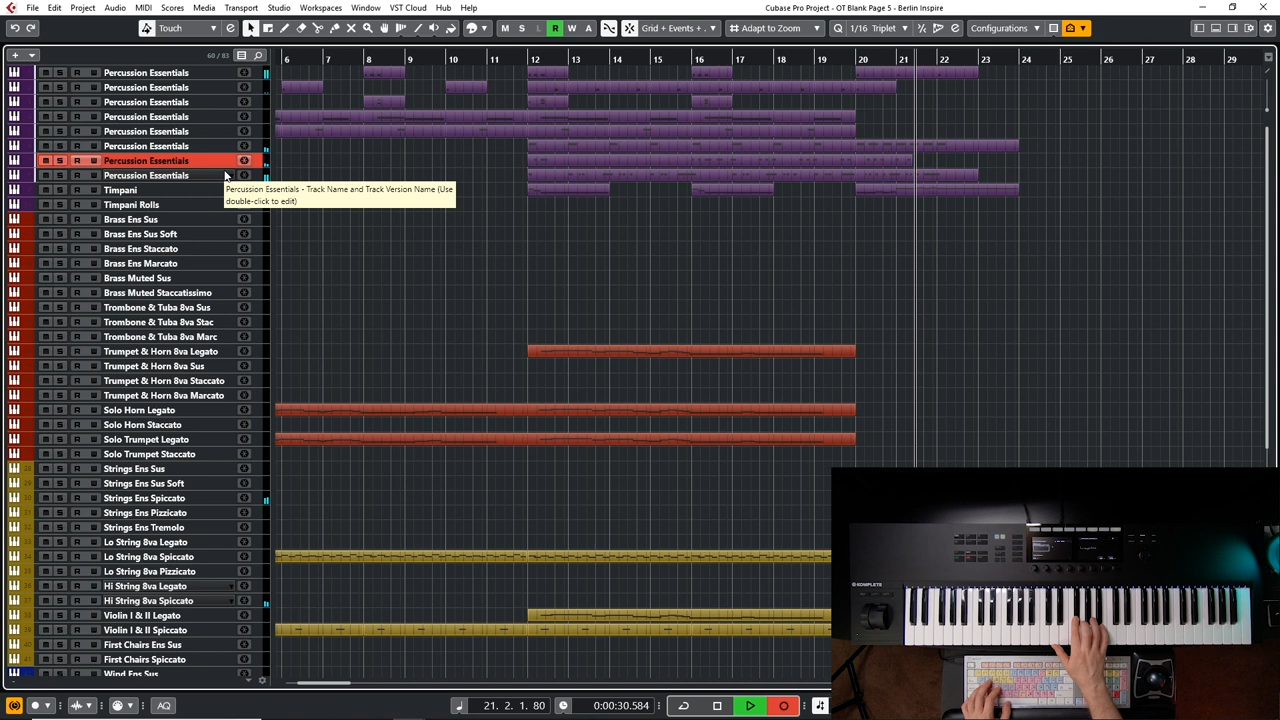 Cubase Pro Project - OT Blank Page 5 - Berlin Inspire
File Edit Project Audio MIDI Scores Media Transport Studio Workspaces Window VST Cloud Hub Help
Touch
M S L R W A
Grid + Events + .
Adapt to Zoom
Q 1/16 Triplet
Configurations
60 / 83
6 7 8 9 10 11 12 13 14 15 16 17 18 19 20 21 22 23 24 25 26 27 28 29
Percussion Essentials
Percussion Essentials
Percussion Essentials
Percussion Essentials
Percussion Essentials
Percussion Essentials
Percussion Essentials
Percussion Essentials
Percussion Essentials - Track Name and Track Version Name (Use
double-click to edit)
Timpani
Timpani Rolls
Brass Ens Sus
Brass Ens Sus Soft
Brass Ens Staccato
Brass Ens Marcato
Brass Muted Sus
Brass Muted Staccatissimo
Trombone & Tuba 8va Sus
Trombone & Tuba 8va Stac
Trombone & Tuba 8va Marc
Trumpet & Horn 8va Legato
Trumpet & Horn 8va Sus
Trumpet & Horn 8va Staccato
Trumpet & Horn 8va Marcato
Solo Horn Legato
Solo Horn Staccato
Solo Trumpet Legato
Solo Trumpet Staccato
Strings Ens Sus
Strings Ens Sus Soft
Strings Ens Spiccato
Strings Ens Pizzicato
Strings Ens Tremolo
Lo String 8va Legato
Lo String 8va Spiccato
Lo String 8va Pizzicato
Hi String 8va Legato
Hi String 8va Spiccato
Violin I & II Legato
Violin I & II Spiccato
First Chairs Ens Sus
First Chairs Spiccato
Wind Ens Sus
KOMPLETE
AQ
21. 2. 1. 80
0:00:30.584